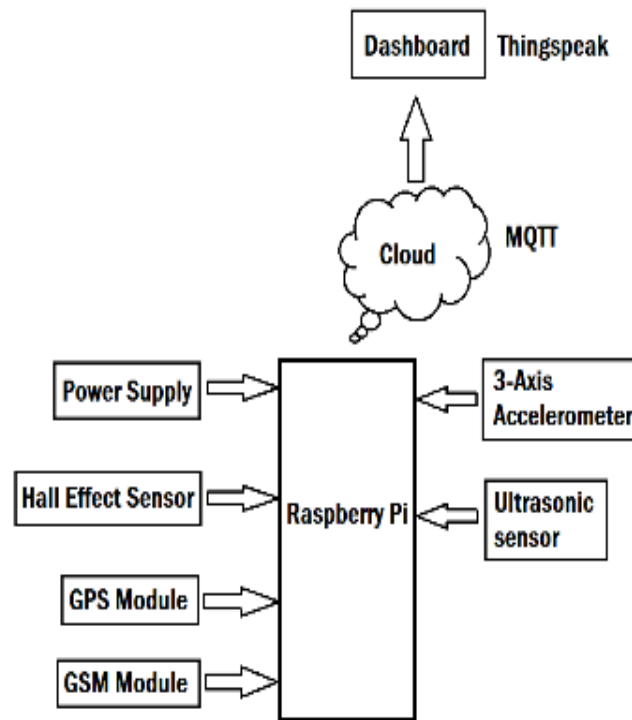 Dashboard
Thingspeak
Cloud
MQTT
Power Supply
3-Axis
Accelerometer
Hall Effect Sensor
Raspberry Pi
Ultrasonic
sensor
GPS Module
GSM Module